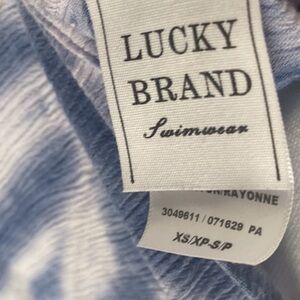 LUCKY
BRAND
Swimwear
/RAYONNE
3049611 / 071629 PA
XS/XP-S/P